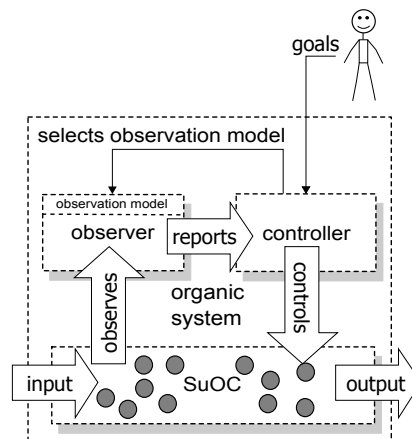 goals
selects observation model
observation model
observer
reports
controller
observes
organic
system
controls
input
SuOC
output